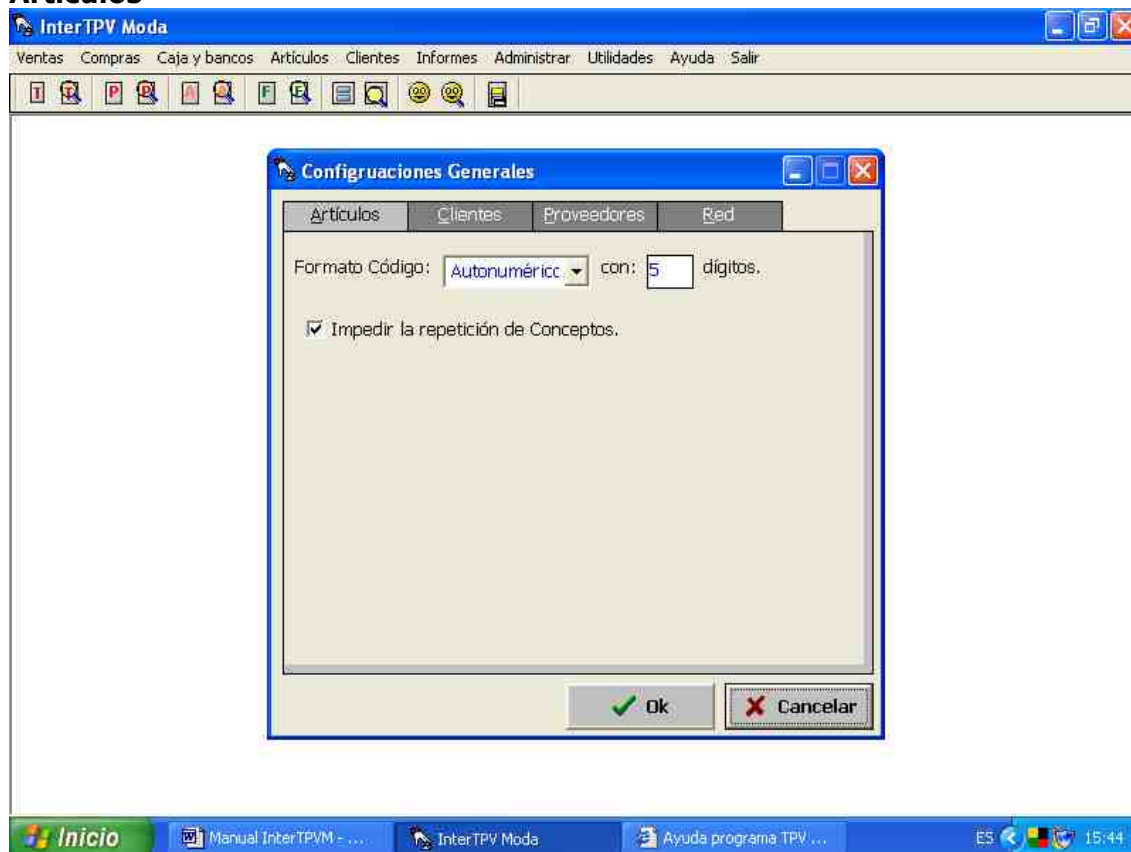 Artículos
InterTPV Moda
Ventas Compras Caja y bancos Artículos Clientes Informes Administrar Utilidades Ayuda Salir
T T P P A A F F
Configruaciones Generales
Artículos Clientes Proveedores Red
Formato Código: Autonuméricc con: 5 dígitos.
Impedir la repetición de Conceptos.
Ok Cancelar
Inicio Manual InterTPVM - ... InterTPV Moda Ayuda programa TPV ... ES 15:44